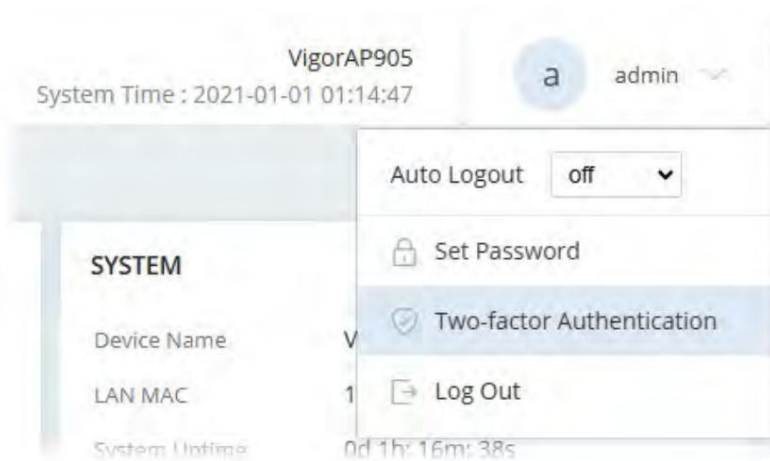 VigorAP905
System Time : 2021-01-01 01:14:47
a admin
Auto Logout off
Set Password
SYSTEM
Two-factor Authentication
Device Name V
LAN MAC 1
Log Out
System Uptime 0d 1h: 16m: 38s